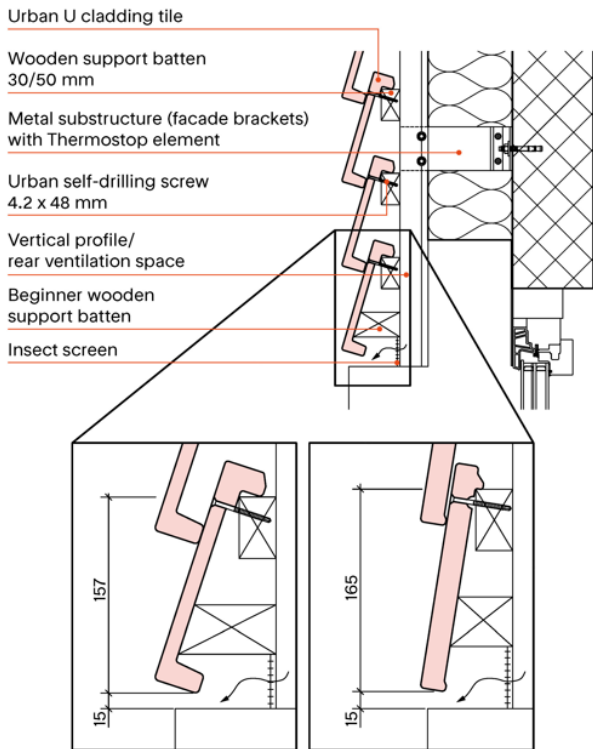 Urban U cladding tile
Wooden support batten
30/50 mm
Metal substructure (facade brackets)
with Thermostop element
Urban self-drilling screw
4.2 x 48 mm
Vertical profile/
rear ventilation space
Beginner wooden
support batten
Insect screen
157
15
165
15